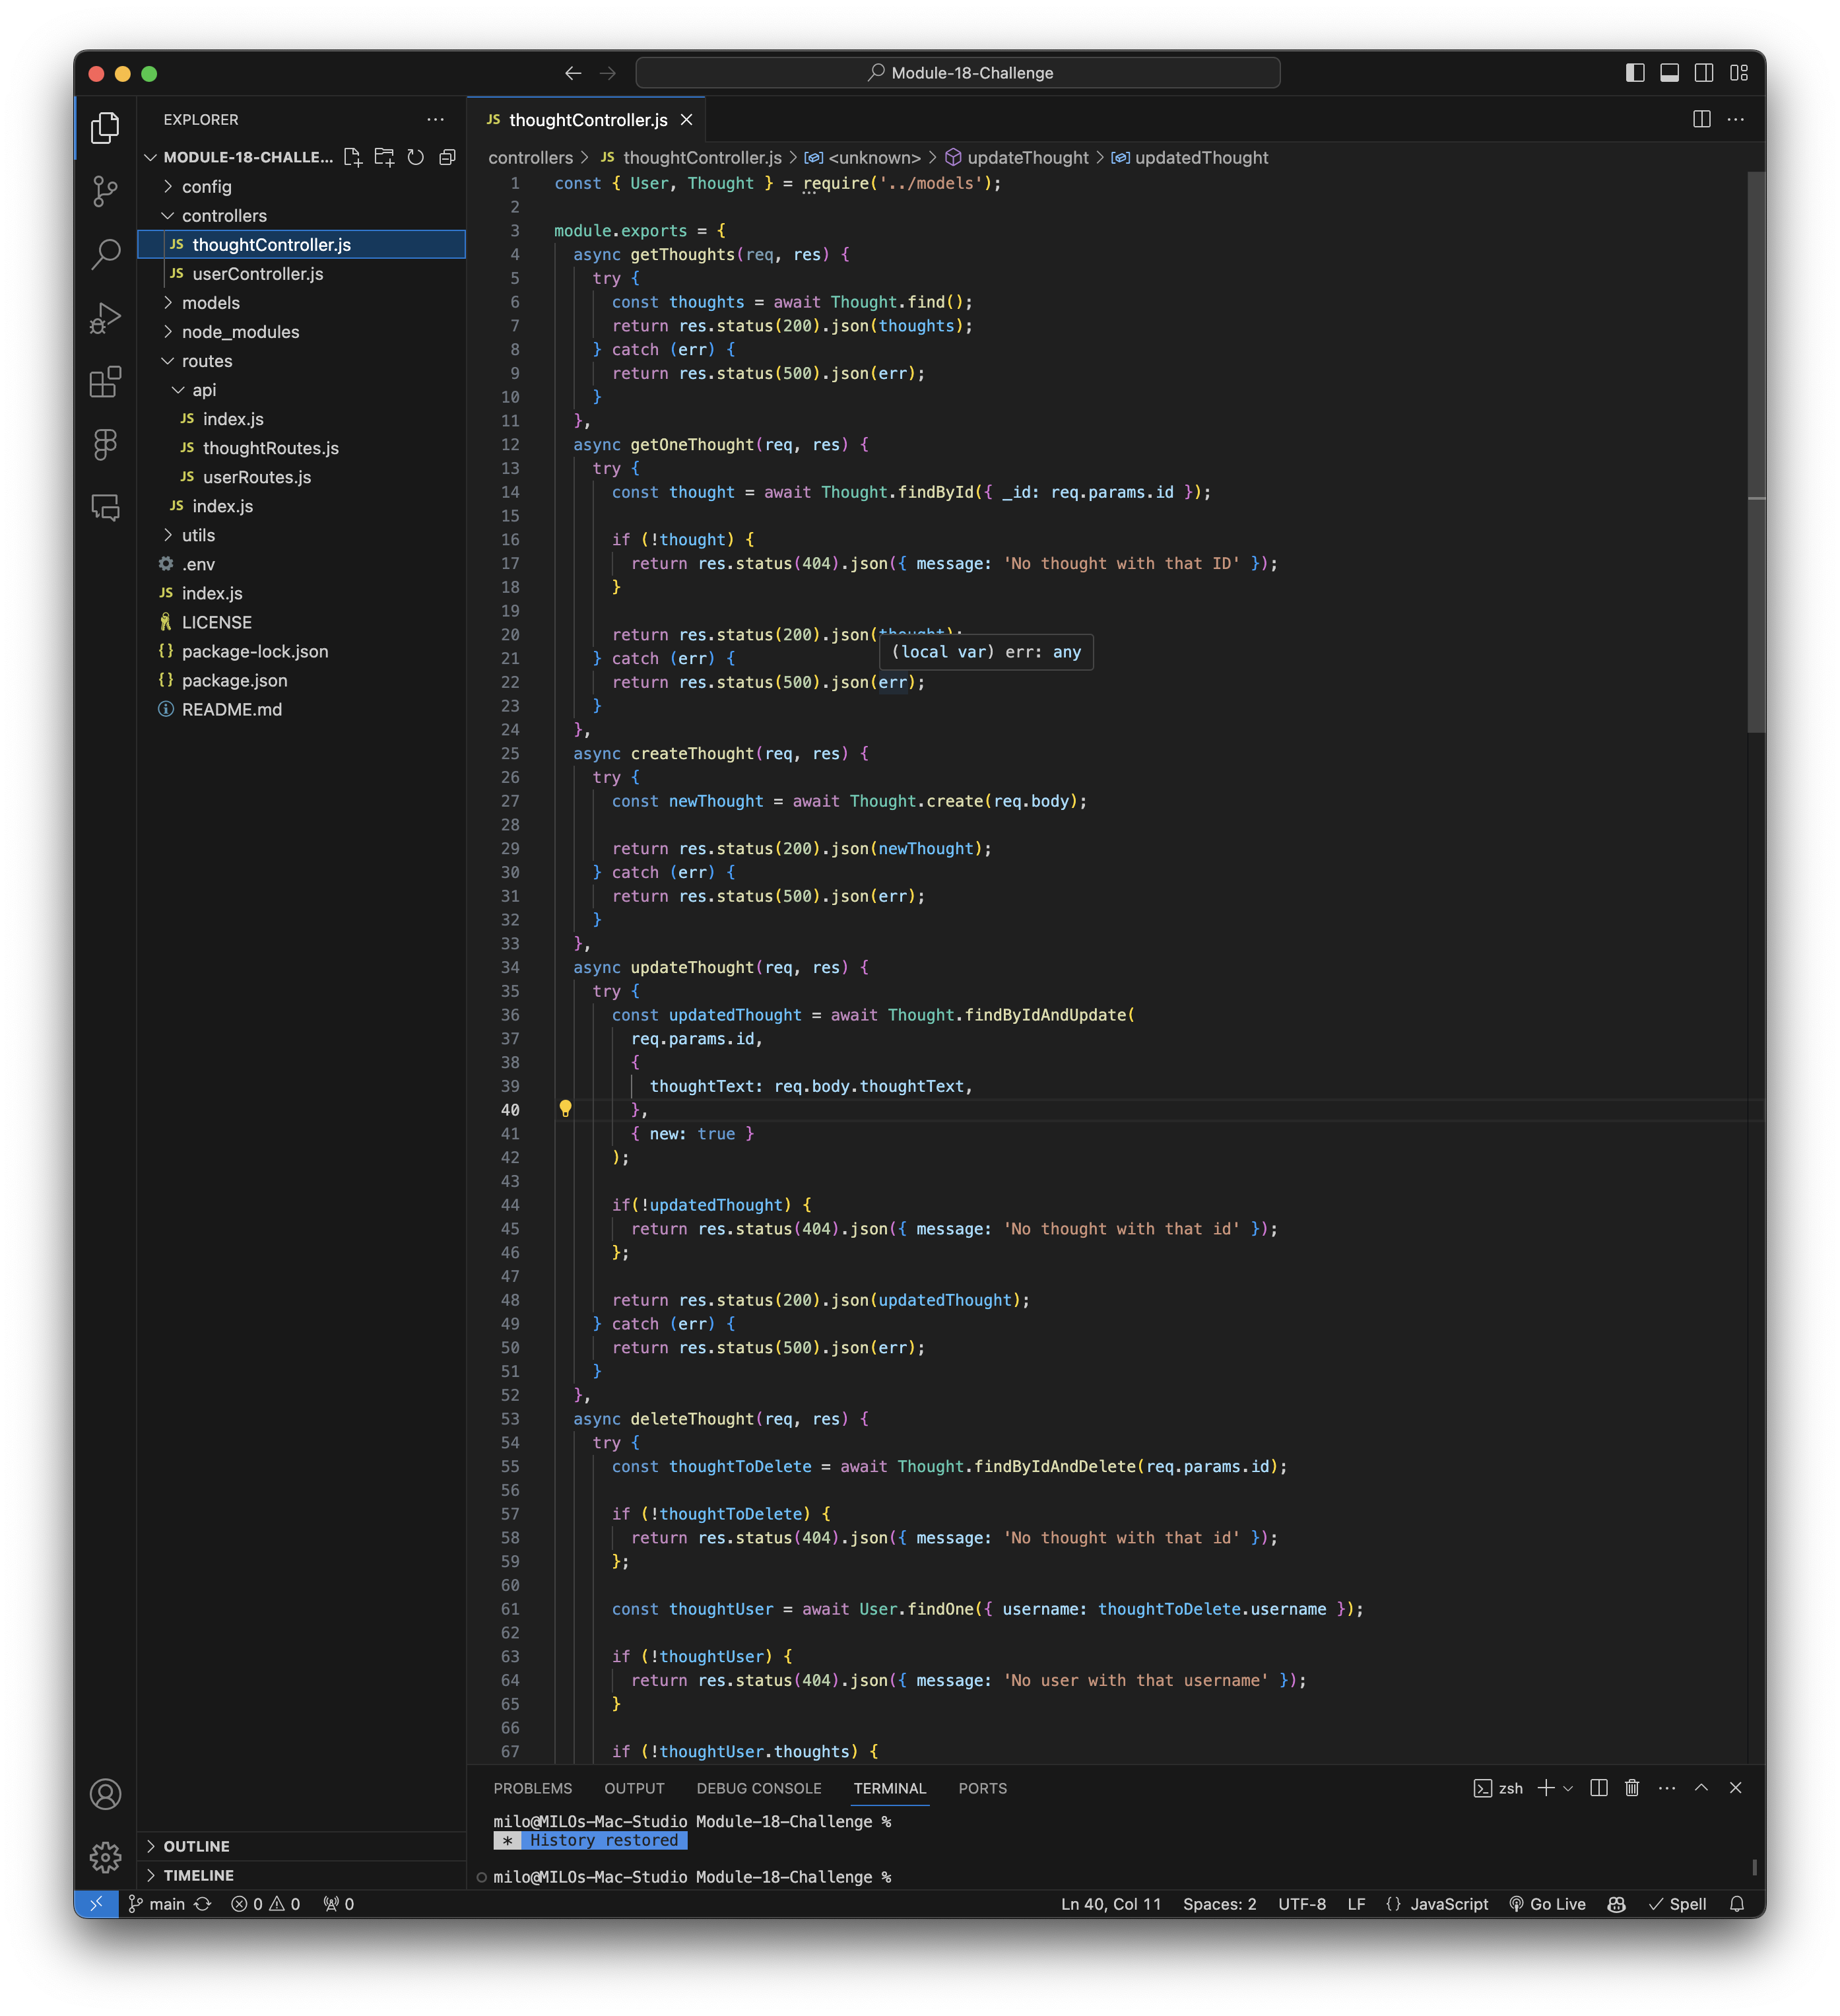 Module-18-Challenge
EXPLORER
MODULE-18-CHALLE...
config
controllers
JS thoughtController.js
JS userController.js
models
node_modules
routes
api
JS index.js
JS thoughtRoutes.js
JS userRoutes.js
JS index.js
utils
.env
JS index.js
LICENSE
{} package-lock.json
{} package.json
README.md
OUTLINE
TIMELINE
JS thoughtController.js
controllers > JS thoughtController.js > <unknown> > updateThought > updatedThought
1 const { User, Thought } = require('../models');
2
3 module.exports = {
4 async getThoughts(req, res) {
5 try {
6 const thoughts = await Thought.find();
7 return res.status(200).json(thoughts);
8 } catch (err) {
9 return res.status(500).json(err);
10 }
11 },
12 async getOneThought(req, res) {
13 try {
14 const thought = await Thought.findById({ _id: req.params.id });
15
16 if (!thought) {
17 return res.status(404).json({ message: 'No thought with that ID' });
18 }
19
20 return res.status(200).json(thought);
(local var) err: any
21 } catch (err) {
22 return res.status(500).json(err);
23 }
24 },
25 async createThought(req, res) {
26 try {
27 const newThought = await Thought.create(req.body);
28
29 return res.status(200).json(newThought);
30 } catch (err) {
31 return res.status(500).json(err);
32 }
33 },
34 async updateThought(req, res) {
35 try {
36 const updatedThought = await Thought.findByIdAndUpdate(
37 req.params.id,
38 {
39 thoughtText: req.body.thoughtText,
40 },
41 { new: true }
42 );
43
44 if(!updatedThought) {
45 return res.status(404).json({ message: 'No thought with that id' });
46 };
47
48 return res.status(200).json(updatedThought);
49 } catch (err) {
50 return res.status(500).json(err);
51 }
52 },
53 async deleteThought(req, res) {
54 try {
55 const thoughtToDelete = await Thought.findByIdAndDelete(req.params.id);
56
57 if (!thoughtToDelete) {
58 return res.status(404).json({ message: 'No thought with that id' });
59 };
60
61 const thoughtUser = await User.findOne({ username: thoughtToDelete.username });
62
63 if (!thoughtUser) {
64 return res.status(404).json({ message: 'No user with that username' });
65 }
66
67 if (!thoughtUser.thoughts) {
PROBLEMS OUTPUT DEBUG CONSOLE TERMINAL PORTS zsh
milo@MILOs-Mac-Studio Module-18-Challenge %
* History restored
milo@MILOs-Mac-Studio Module-18-Challenge %
main 0 0 0 Ln 40, Col 11 Spaces: 2 UTF-8 LF {} JavaScript Go Live Spell